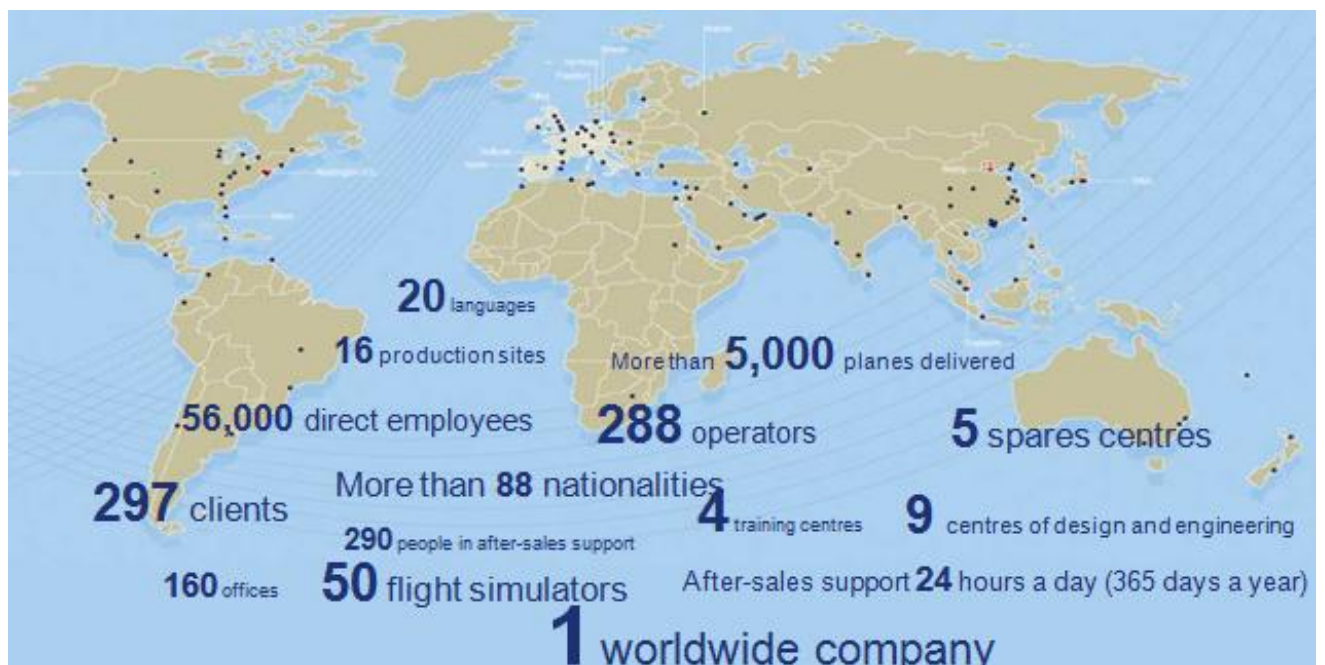 20 languages
16 production sites
More than 5,000 planes delivered
56,000 direct employees
288 operators
5 spares centres
More than 88 nationalities
297 clients
4 training centres
9 centres of design and engineering
290 people in after-sales support
160 offices
50 flight simulators
After-sales support 24 hours a day (365 days a year)
1 worldwide company